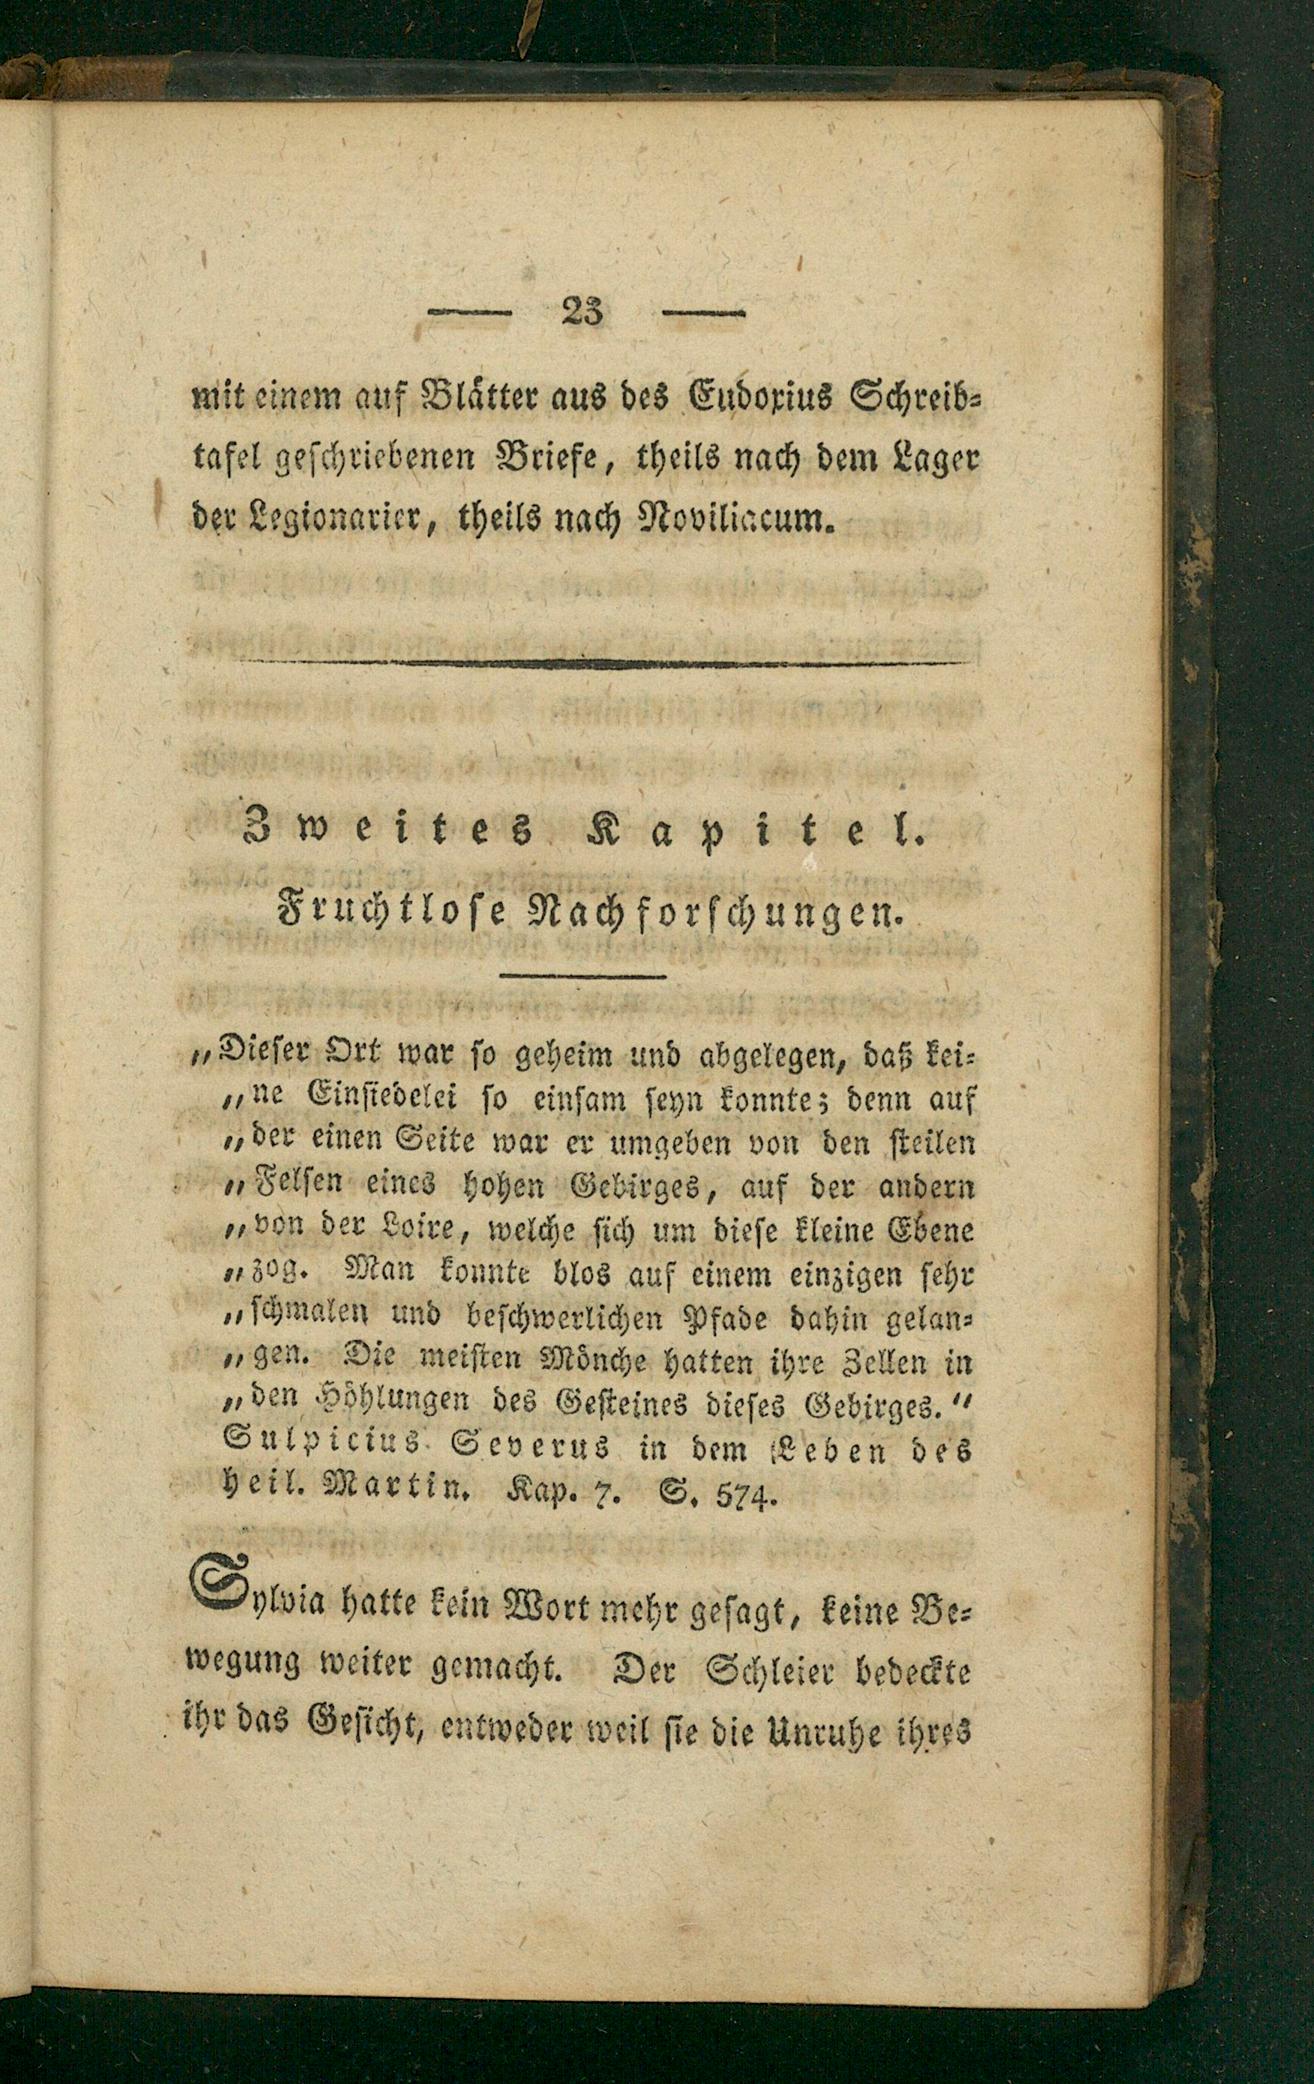 — 23 —
mit einem auf Blätter aus des Eudoxius Schreib-
tafel geschriebenen Briefe, theils nach dem Lager
der Legionarier, theils nach Noviliacum.
Zweites Kapitel.
Fruchtlose Nachforschungen.
„Dieser Ort war so geheim und abgelegen, daß kei-
„ne Einsiedelei so einsam seyn konnte; denn auf
„der einen Seite war er umgeben von den steilen
„Felsen eines hohen Gebirges, auf der andern
„von der Loire, welche sich um diese kleine Ebene
„zog. Man konnte blos auf einem einzigen sehr
„schmalen und beschwerlichen Pfade dahin gelan-
„gen. Die meisten Mönche hatten ihre Zellen in
„den Höhlungen des Gesteines dieses Gebirges.“
Sulpicius Severus in dem Leben des
heil. Martin. Kap. 7. S. 574.
Sylvia hatte kein Wort mehr gesagt, keine Be-
wegung weiter gemacht. Der Schleier bedeckte
ihr das Gesicht, entweder weil sie die Unruhe ihres